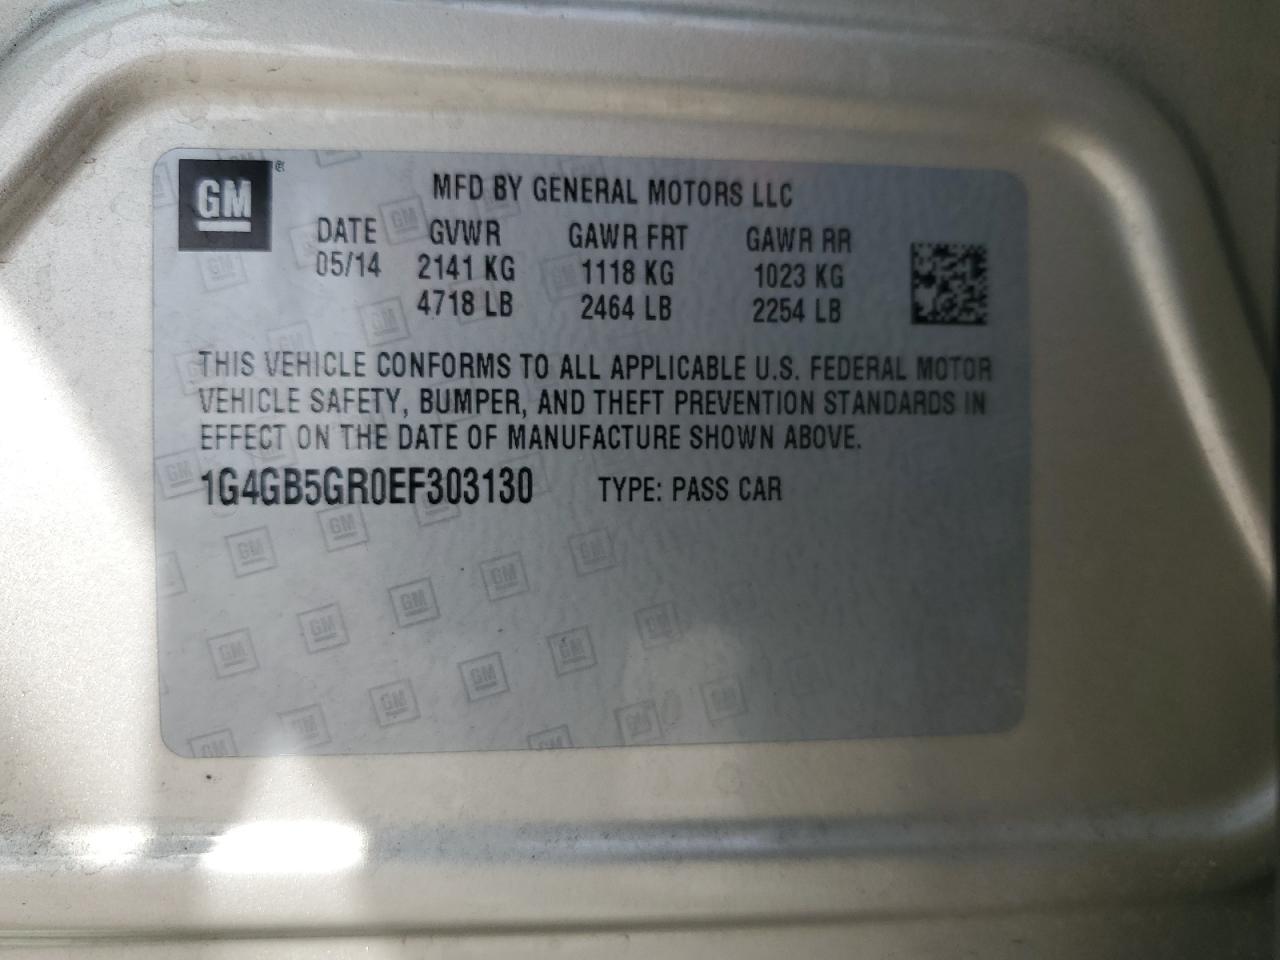 GM ®
MFD BY GENERAL MOTORS LLC
DATE GVWR GAWR FRT GAWR RR
05/14 2141 KG 1118 KG 1023 KG
4718 LB 2464 LB 2254 LB
THIS VEHICLE CONFORMS TO ALL APPLICABLE U.S. FEDERAL MOTOR
VEHICLE SAFETY, BUMPER, AND THEFT PREVENTION STANDARDS IN
EFFECT ON THE DATE OF MANUFACTURE SHOWN ABOVE.
1G4GB5GR0EF303130 TYPE: PASS CAR